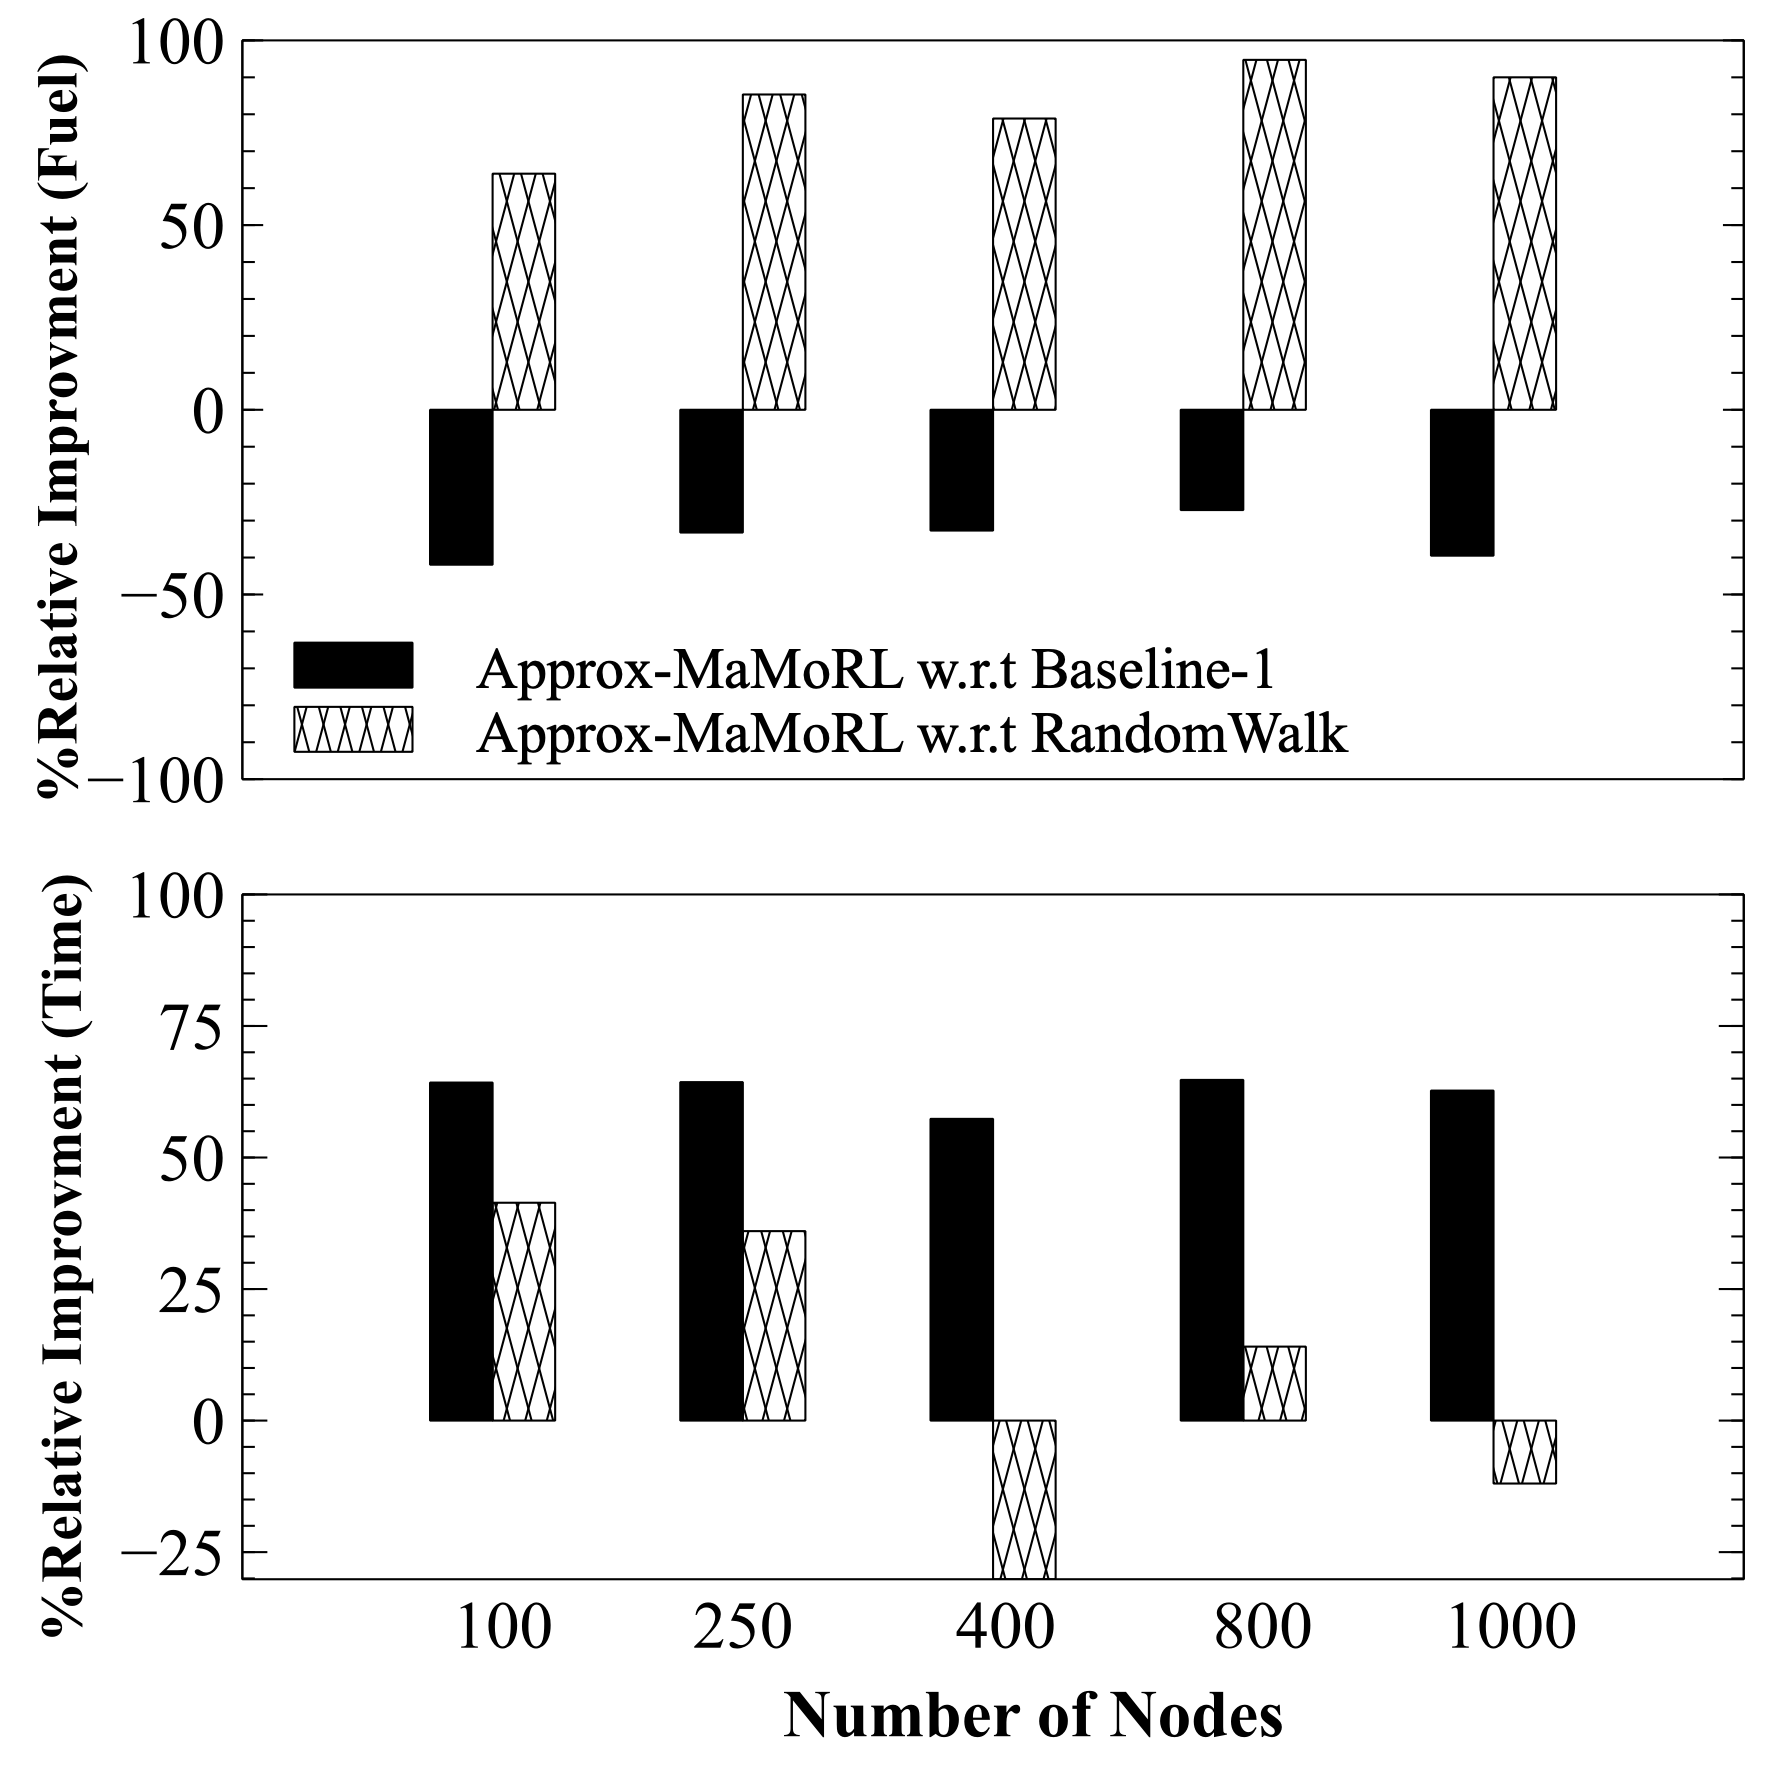 %Relative Improvment (Fuel)
100
50
0
−50
−100
Approx-MaMoRL w.r.t Baseline-1
Approx-MaMoRL w.r.t RandomWalk
%Relative Improvment (Time)
100
75
50
25
0
−25
100 250 400 800 1000
Number of Nodes